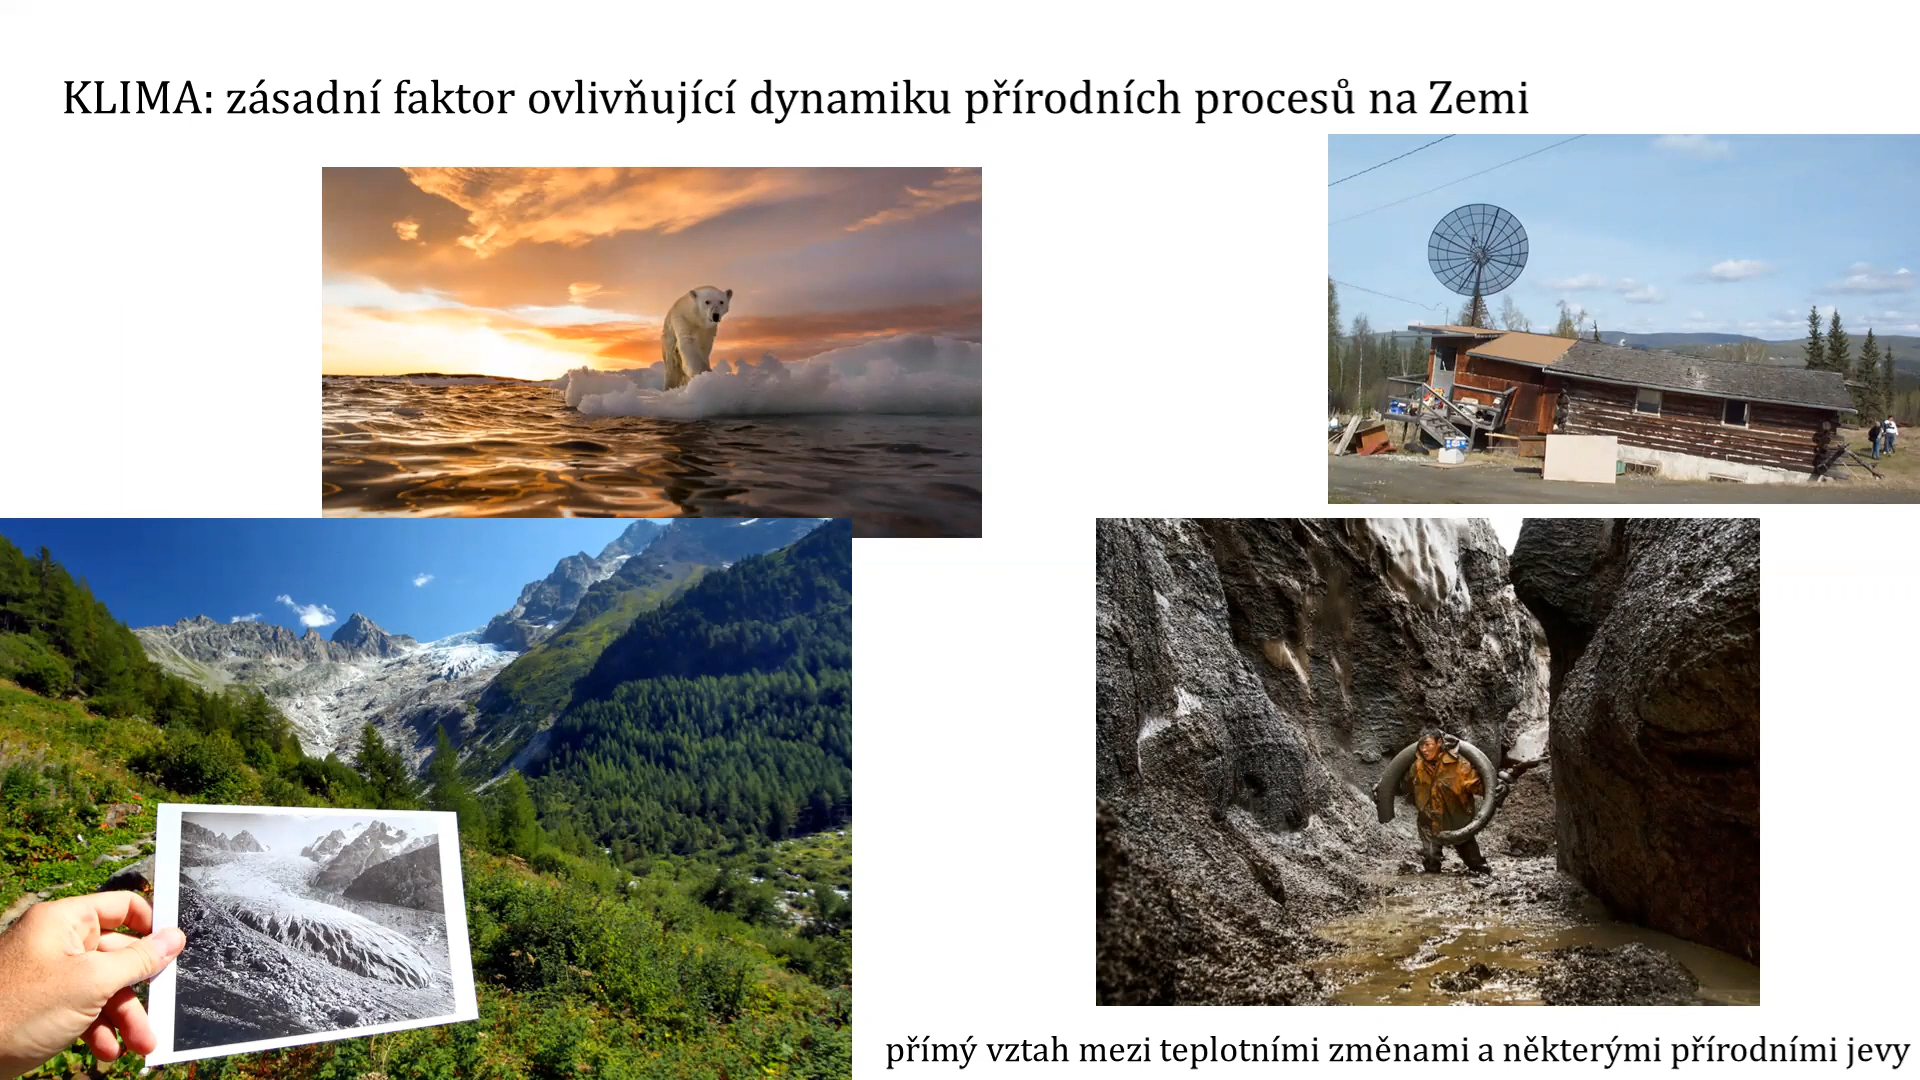 KLIMA: zásadní faktor ovlivňující dynamiku přírodních procesů na Zemi
přímý vztah mezi teplotními změnami a některými přírodními jevy